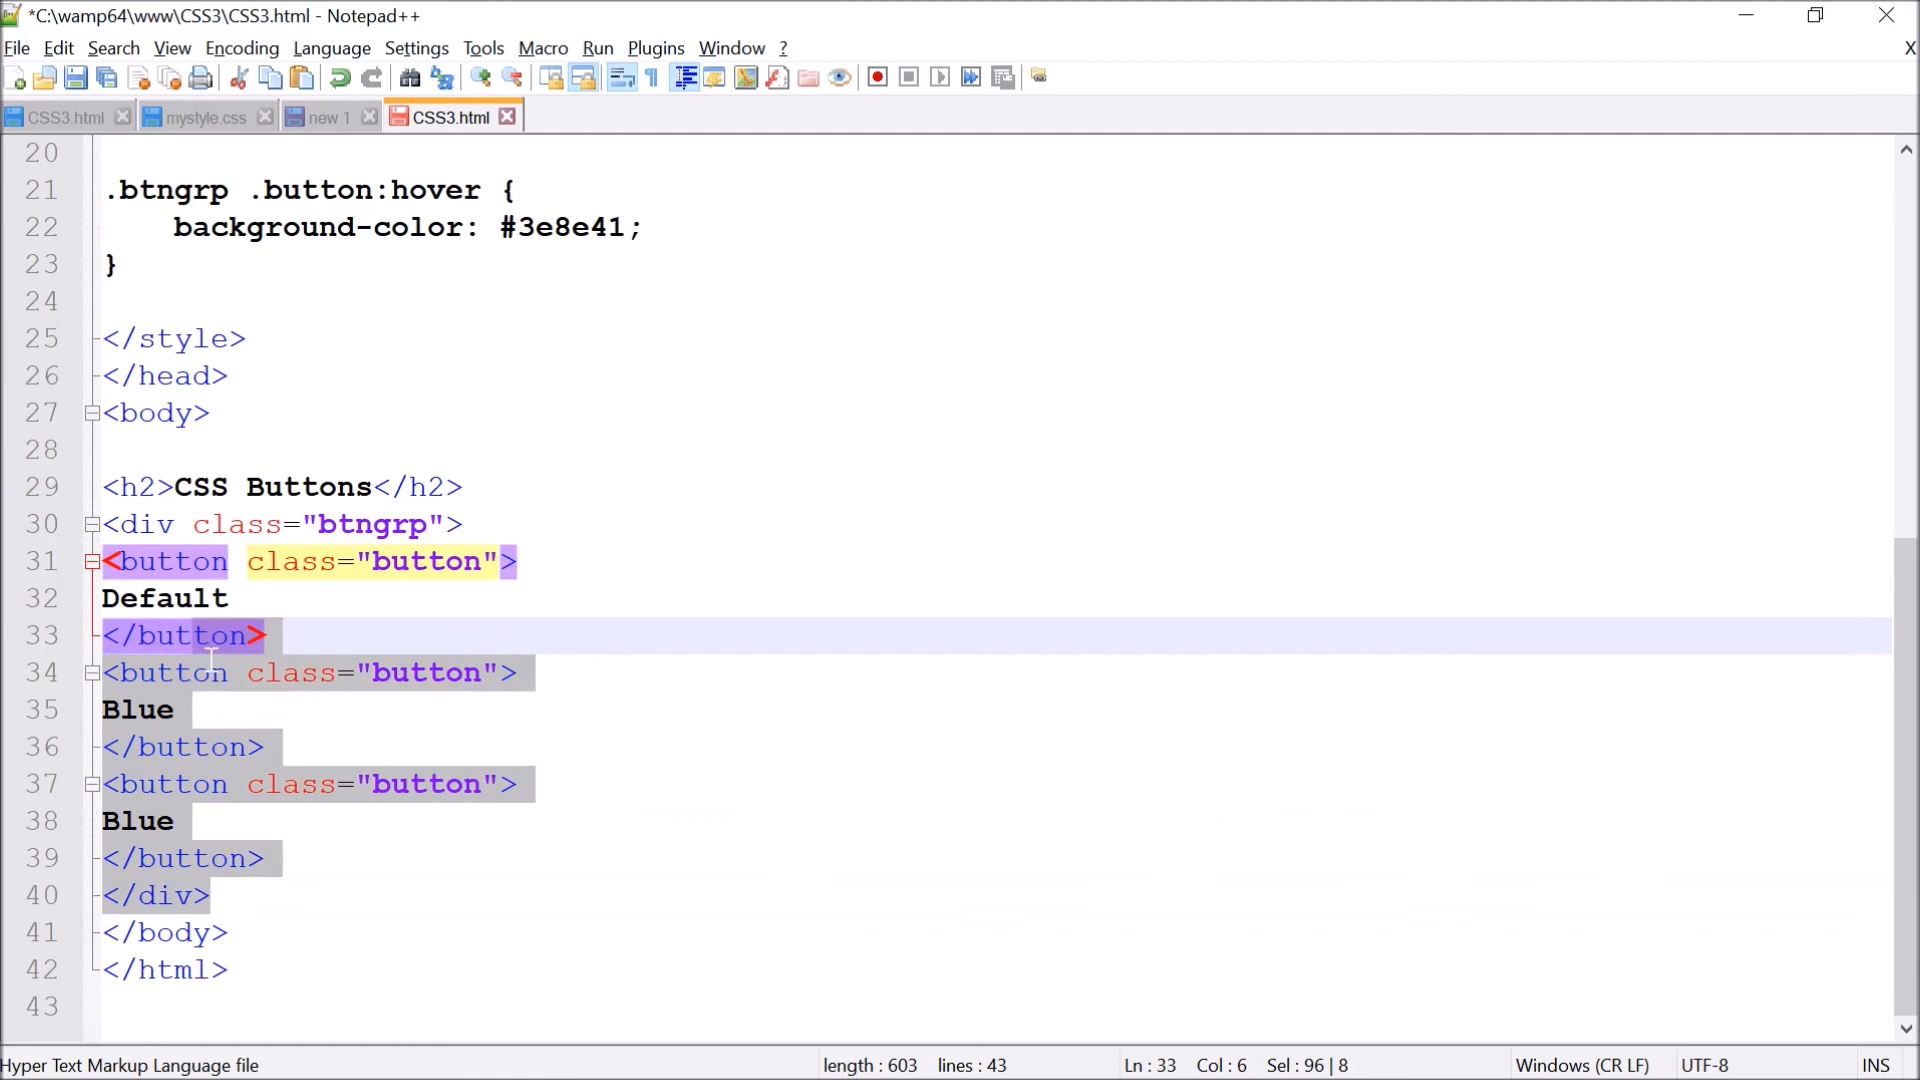 *C:\wamp64\www\CSS3\CSS3.html - Notepad++
File Edit Search View Encoding Language Settings Tools Macro Run Plugins Window ? X
CSS3.html mystyle.css new 1 CSS3.html
20
21 .btngrp .button:hover {
22 background-color: #3e8e41;
23 }
24
25 </style>
26 </head>
27 <body>
28
29 <h2>CSS Buttons</h2>
30 <div class="btngrp">
31 <button class="button">
32 Default
33 </button>
34 <button class="button">
35 Blue
36 </button>
37 <button class="button">
38 Blue
39 </button>
40 </div>
41 </body>
42 </html>
43
Hyper Text Markup Language file length : 603 lines : 43 Ln : 33 Col : 6 Sel : 96 | 8 Windows (CR LF) UTF-8 INS